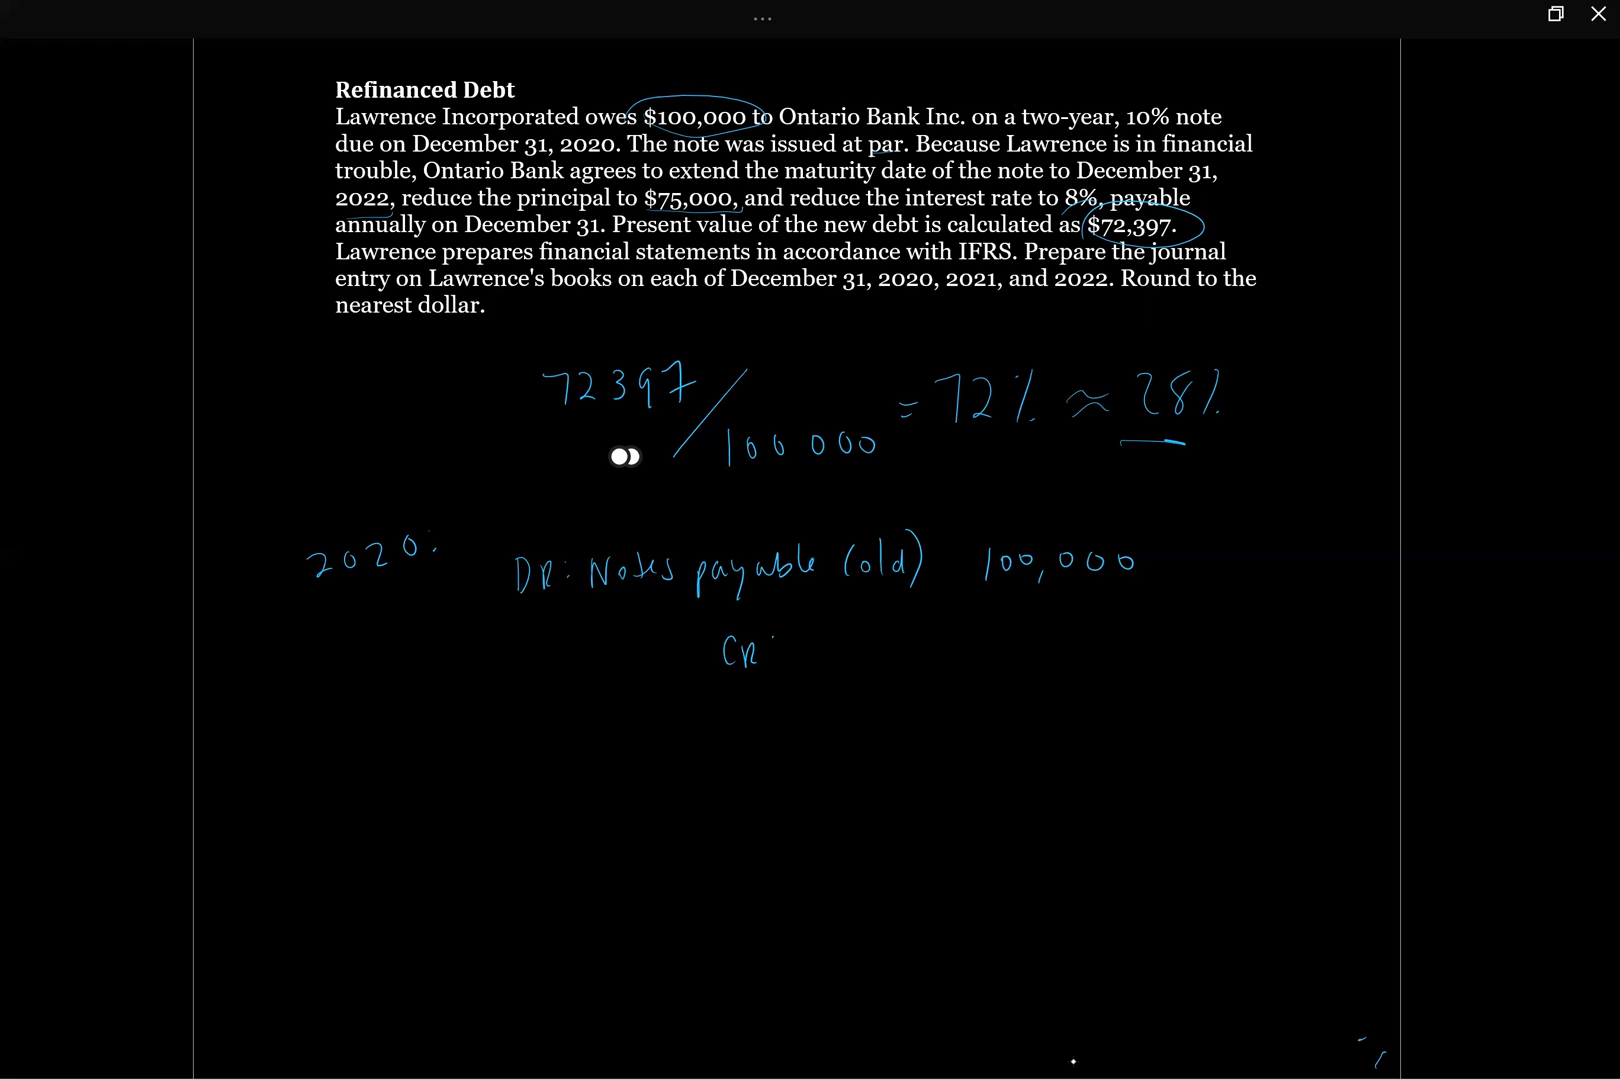 Refinanced Debt
Lawrence Incorporated owes $100,000 to Ontario Bank Inc. on a two-year, 10% note
due on December 31, 2020. The note was issued at par. Because Lawrence is in financial
trouble, Ontario Bank agrees to extend the maturity date of the note to December 31,
2022, reduce the principal to $75,000, and reduce the interest rate to 8%, payable
annually on December 31. Present value of the new debt is calculated as $72,397.
Lawrence prepares financial statements in accordance with IFRS. Prepare the journal
entry on Lawrence's books on each of December 31, 2020, 2021, and 2022. Round to the
nearest dollar.
72397/100 000 = 72% ≈ 28%
2020: DR: Notes payable (old) 100,000
CR